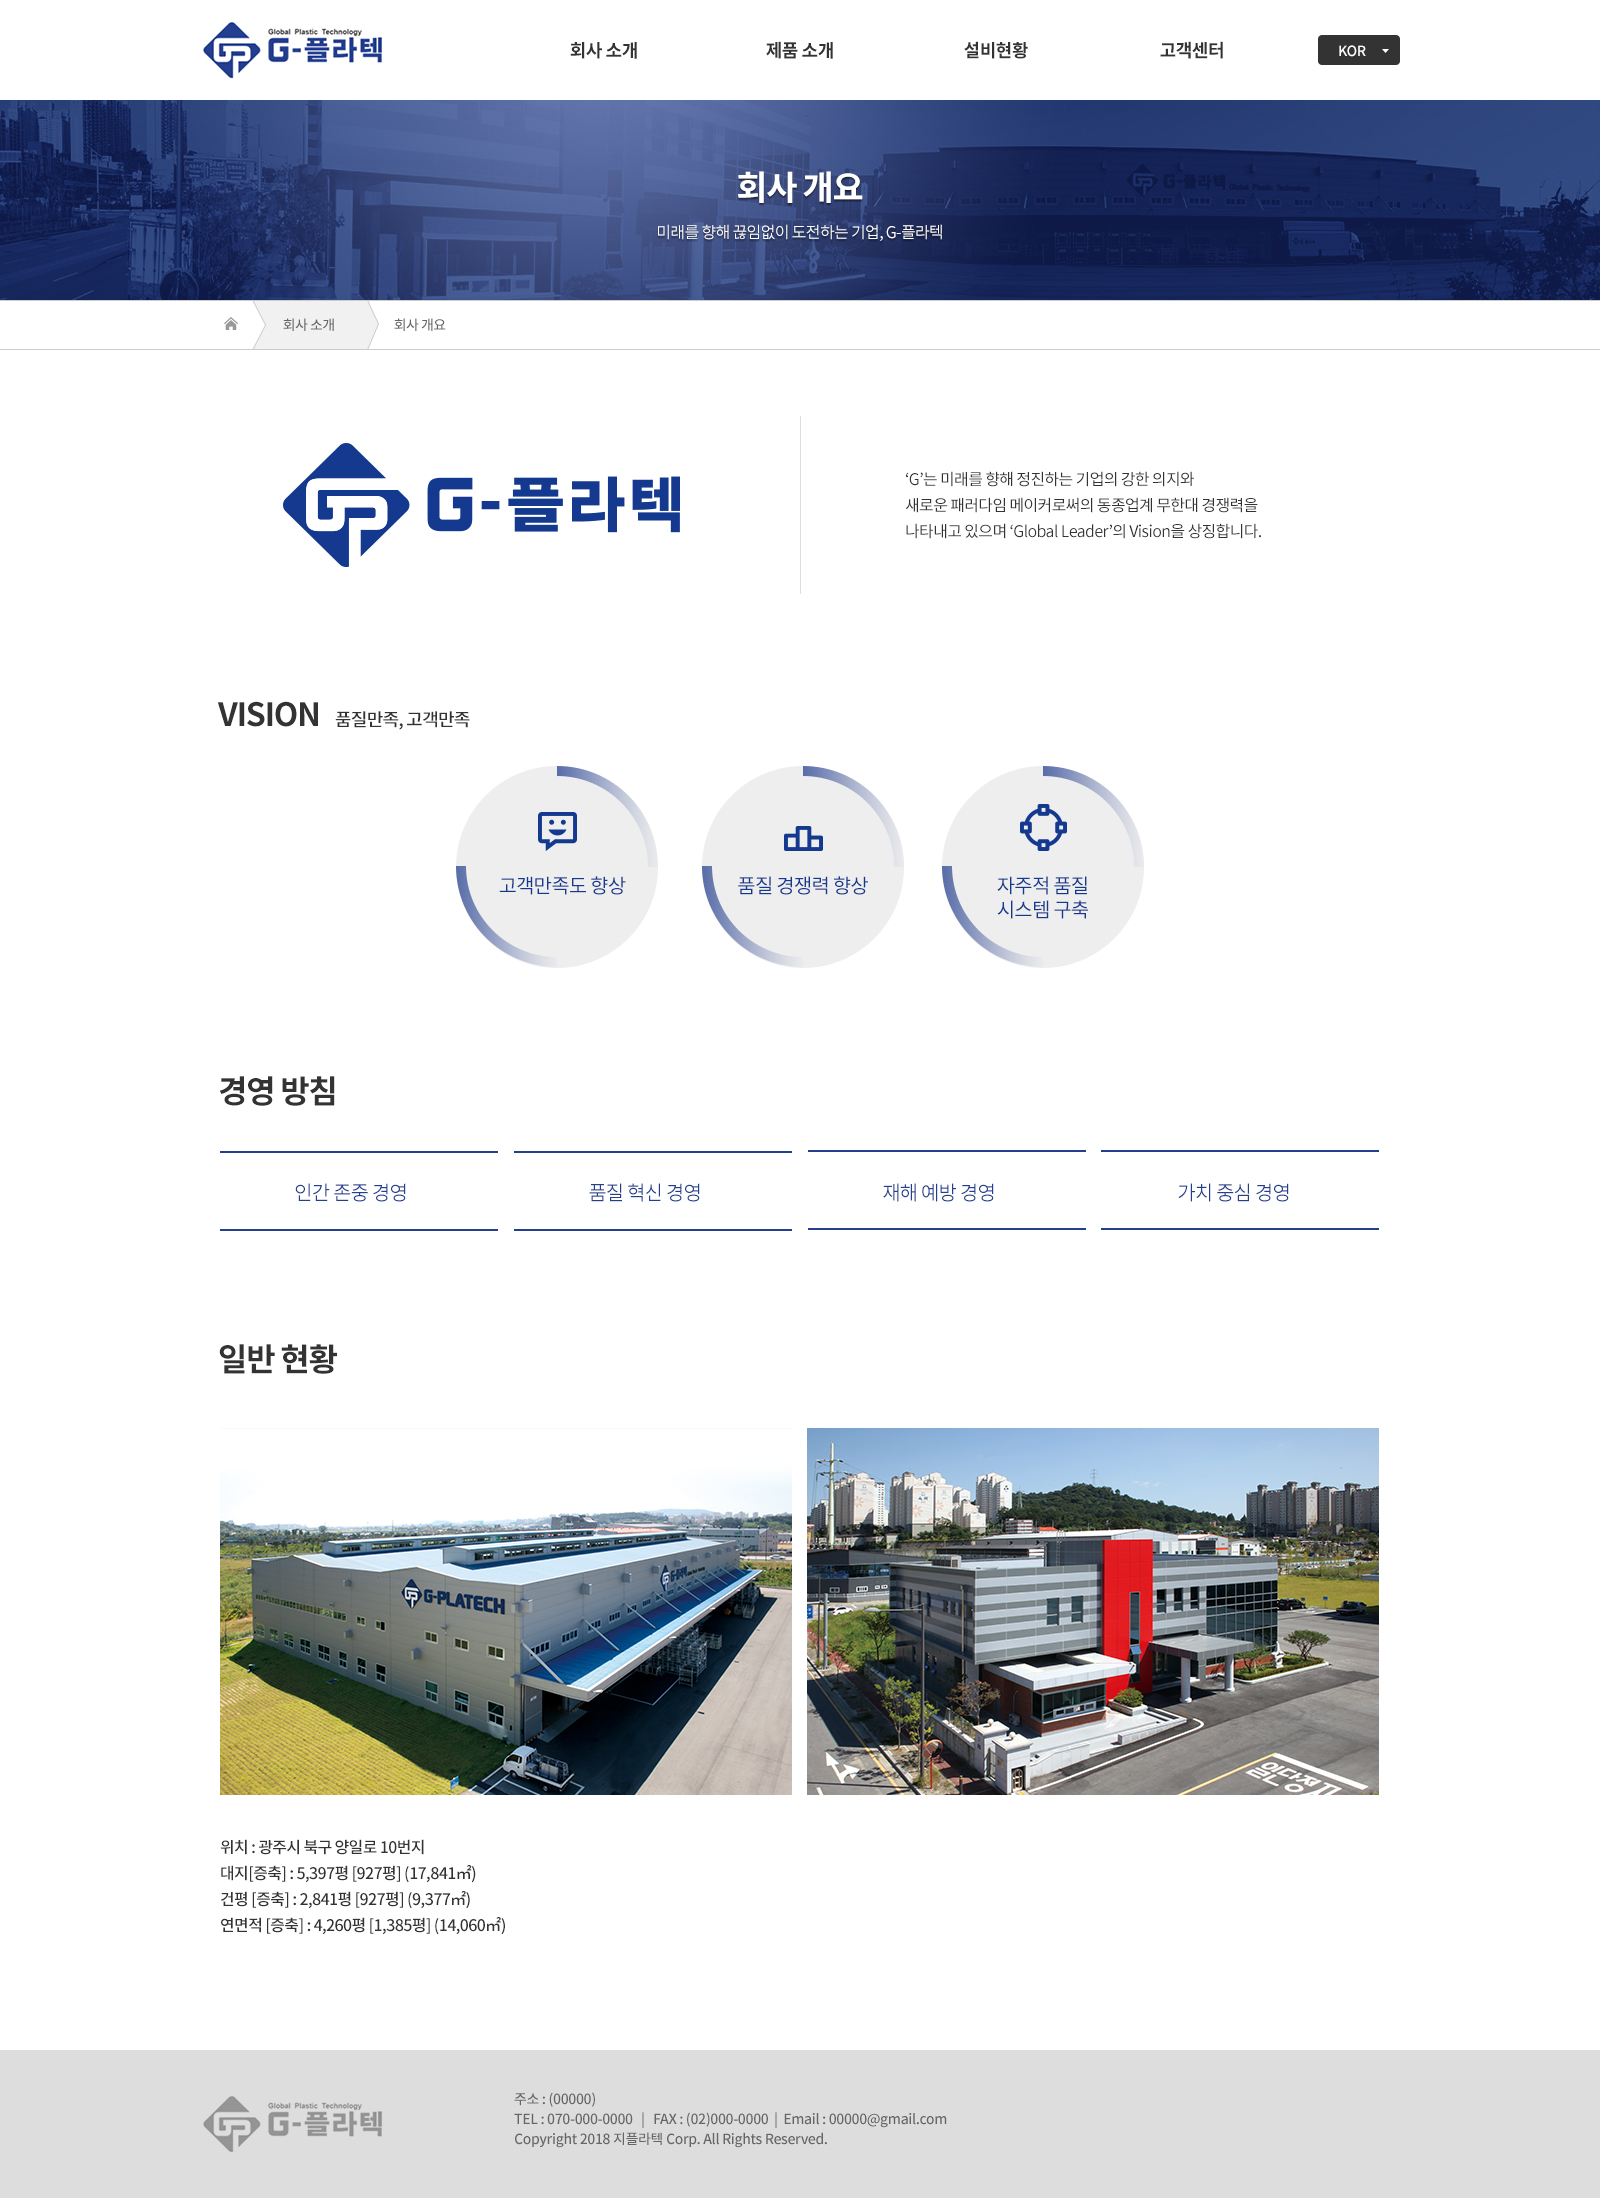 Global Plastic Technology
G-플라텍
회사 소개
제품 소개
설비현황
고객센터
KOR
회사 개요
미래를 향해 끊임없이 도전하는 기업, G-플라텍
G-플라텍 Global Plastic Technology
회사 소개
회사 개요
G-플라텍
‘G’는 미래를 향해 정진하는 기업의 강한 의지와
새로운 패러다임 메이커로써의 동종업계 무한대 경쟁력을
나타내고 있으며 ‘Global Leader’의 Vision을 상징합니다.
VISION 품질만족, 고객만족
고객만족도 향상
품질 경쟁력 향상
자주적 품질
시스템 구축
경영 방침
인간 존중 경영
품질 혁신 경영
재해 예방 경영
가치 중심 경영
일반 현황
G-PLATECH
일단정지
위치 : 광주시 북구 양일로 10번지
대지[증축] : 5,397평 [927평] (17,841㎡)
건평 [증축] : 2,841평 [927평] (9,377㎡)
연면적 [증축] : 4,260평 [1,385평] (14,060㎡)
Global Plastic Technology
G-플라텍
주소 : (00000)
TEL : 070-000-0000 | FAX : (02)000-0000 | Email : 00000@gmail.com
Copyright 2018 지플라텍 Corp. All Rights Reserved.